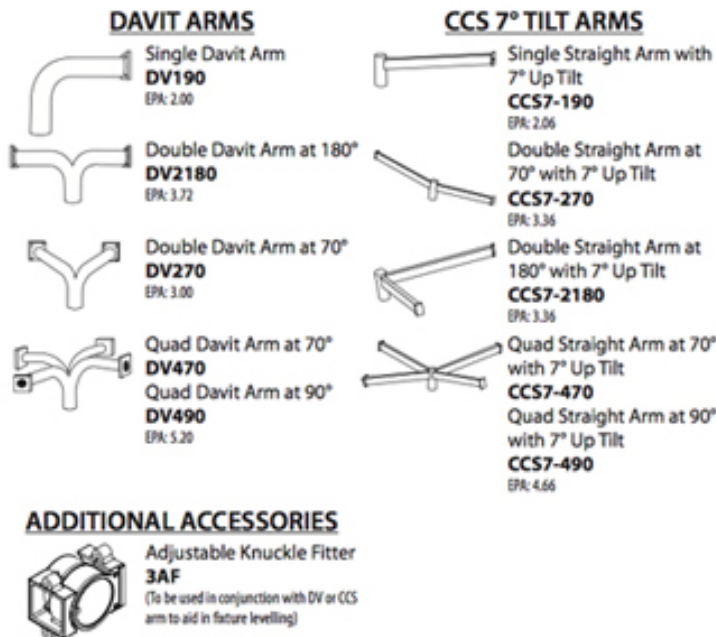 DAVIT ARMS
Single Davit Arm
DV190
EPA: 2.00
Double Davit Arm at 180°
DV2180
EPA: 3.72
Double Davit Arm at 70°
DV270
EPA: 3.00
Quad Davit Arm at 70°
DV470
Quad Davit Arm at 90°
DV490
EPA: 5.20
CCS 7° TILT ARMS
Single Straight Arm with
7° Up Tilt
CCS7-190
EPA: 2.06
Double Straight Arm at
70° with 7° Up Tilt
CCS7-270
EPA: 3.36
Double Straight Arm at
180° with 7° Up Tilt
CCS7-2180
EPA: 3.36
Quad Straight Arm at 70°
with 7° Up Tilt
CCS7-470
Quad Straight Arm at 90°
with 7° Up Tilt
CCS7-490
EPA: 4.66
ADDITIONAL ACCESSORIES
Adjustable Knuckle Fitter
3AF
(To be used in conjunction with DV or CCS
arm to aid in fixture levelling)